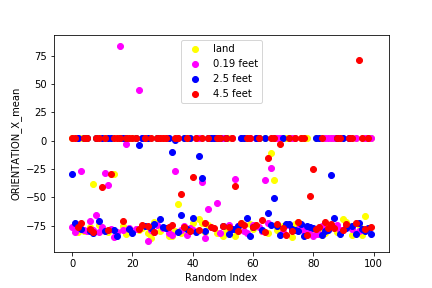 land
0.19 feet
2.5 feet
4.5 feet
75
50
25
0
−25
−50
−75
ORIENTATION_X_mean
0 20 40 60 80 100
Random Index